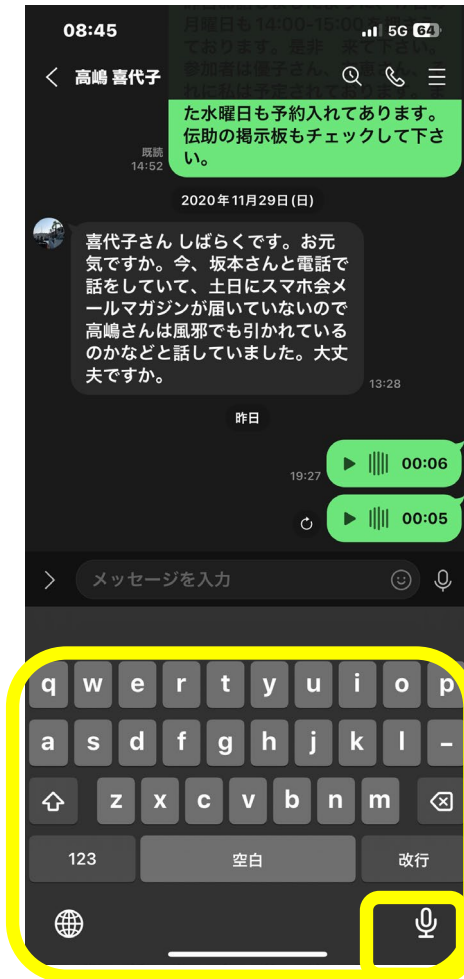 08:45
5G 64
高嶋 喜代子
月曜日も14:00-15:00
ております。是非 来て下さい。
た水曜日も予約入れてあります。
伝助の掲示板もチェックして下さ
い。
既読
14:52
2020年11月29日(日)
喜代子さん しばらくです。お元
気ですか。今、坂本さんと電話で
話をしていて、土日にスマホ会メ
ールマガジンが届いていないので
高嶋さんは風邪でも引かれている
のかなどと話していました。大丈
夫ですか。
13:28
昨日
00:06
19:27
00:05
メッセージを入力
q w e r t y u i o p
a s d f g h j k l -
z x c v b n m
123 空白 改行